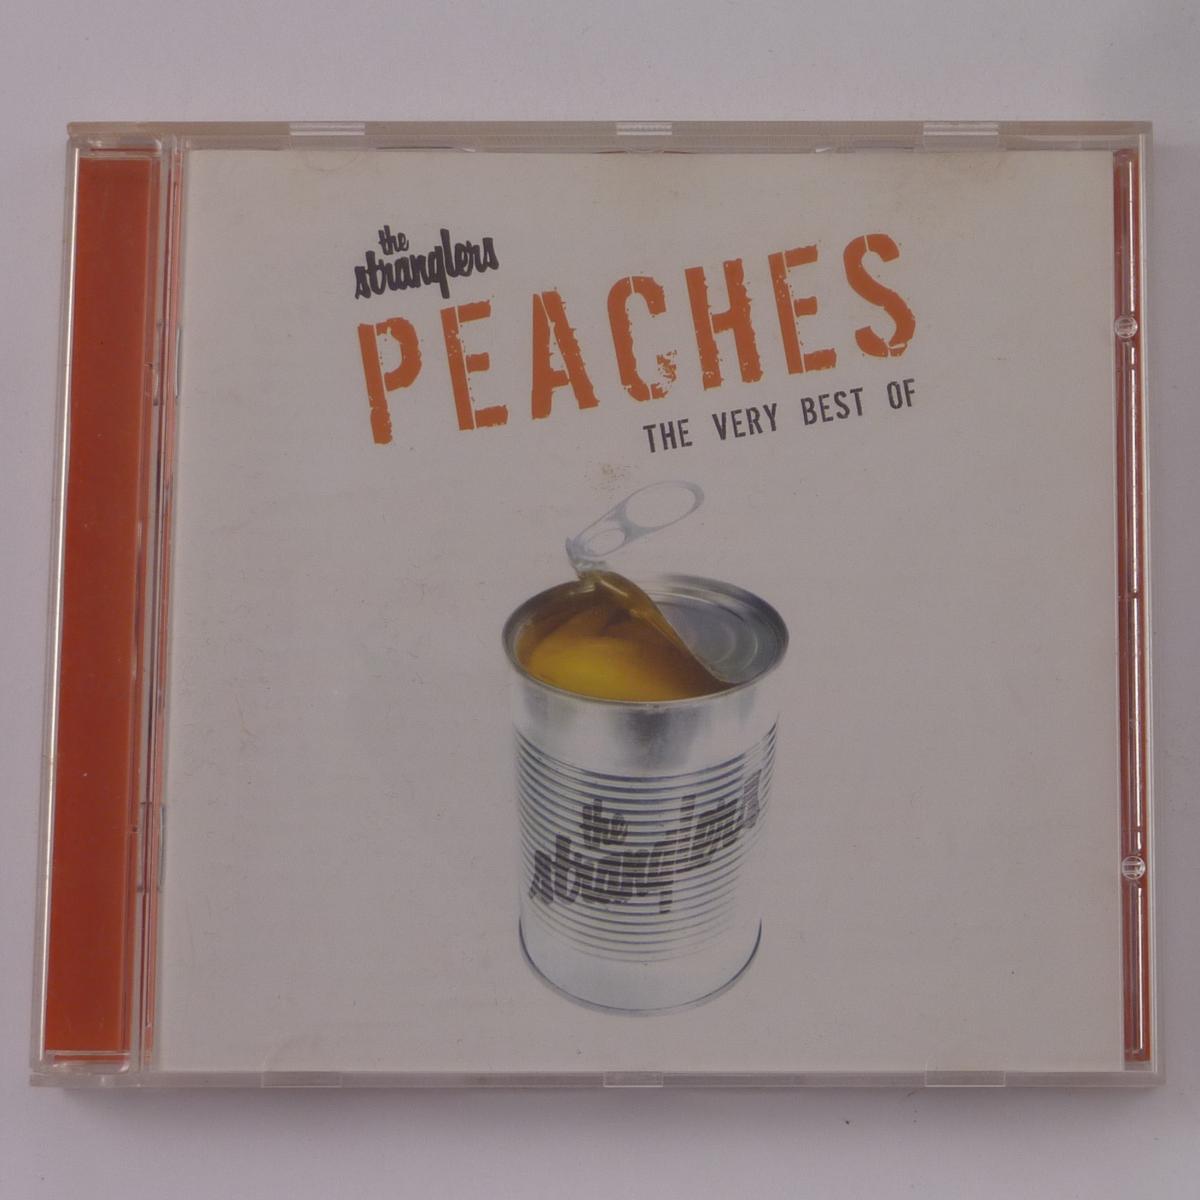 the
stranglers
PEACHES
THE VERY BEST OF
the
stranglers